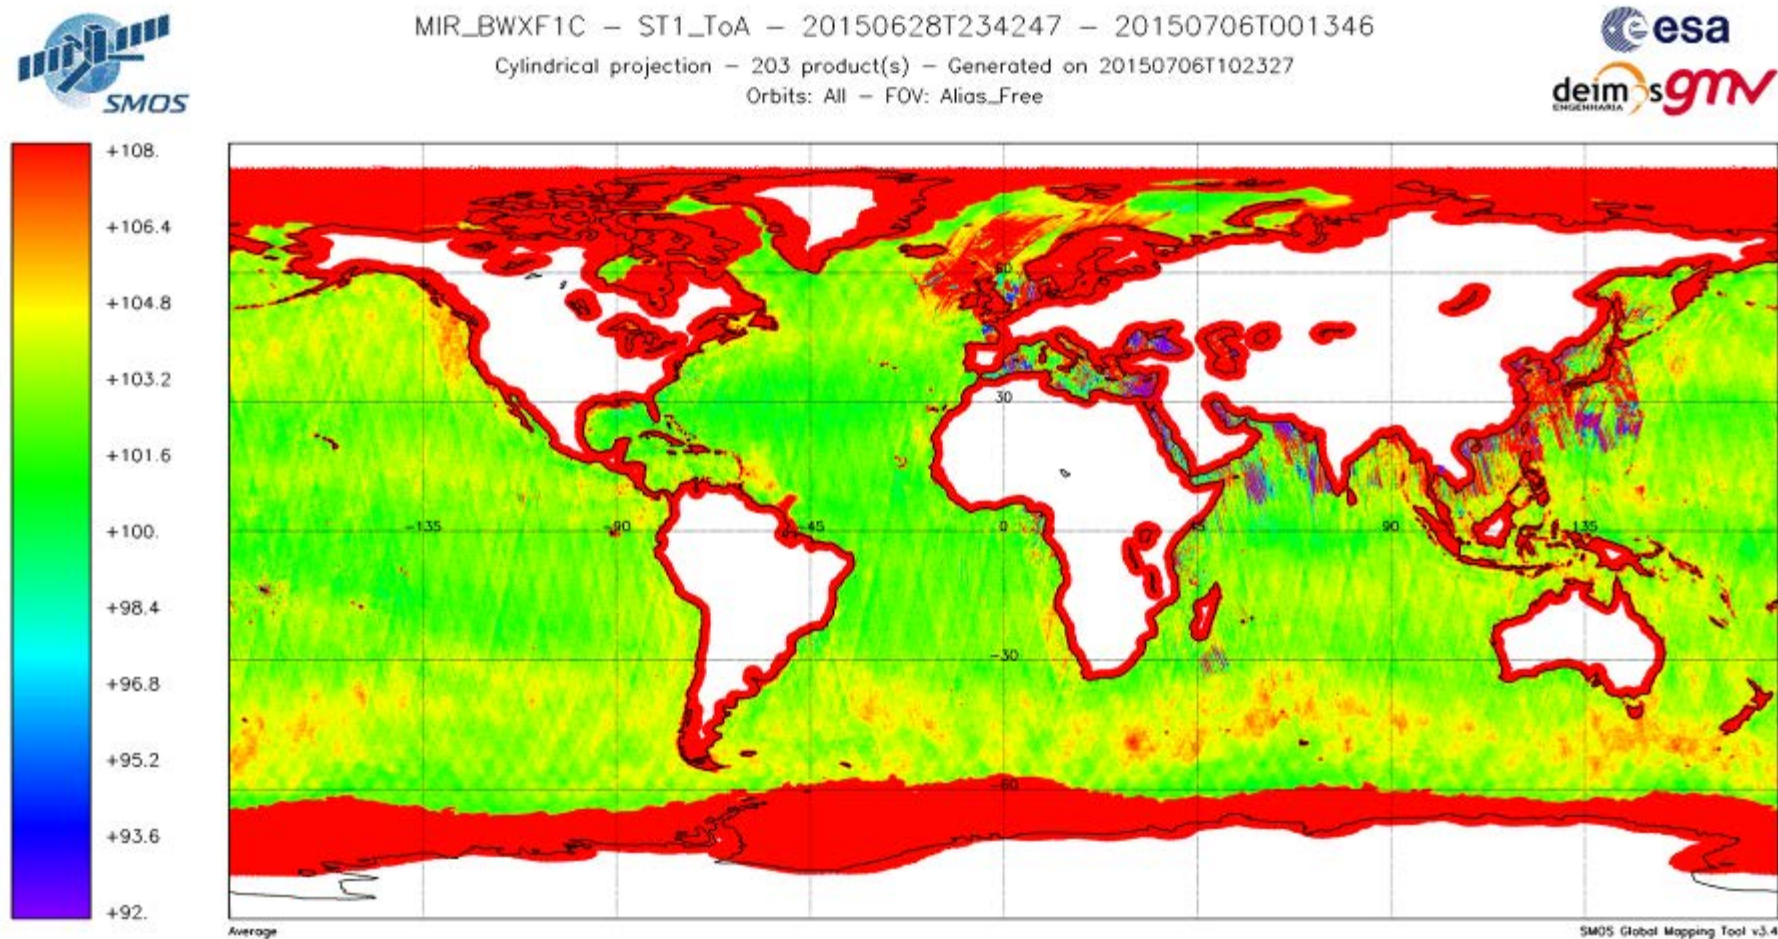 MIR_BWXF1C – ST1_ToA – 20150628T234247 – 20150706T001346
Cylindrical projection – 203 product(s) – Generated on 20150706T102327
Orbits: All – FOV: Alias_Free
SMOS
esa
deimos gmv
ENGENHARIA
+108.
+106.4
+104.8
+103.2
+101.6
+100.
+98.4
+96.8
+95.2
+93.6
+92.
60
30
-135 -90 -45 0 45 90 135
-30
-60
Average
SMOS Global Mapping Tool v3.4